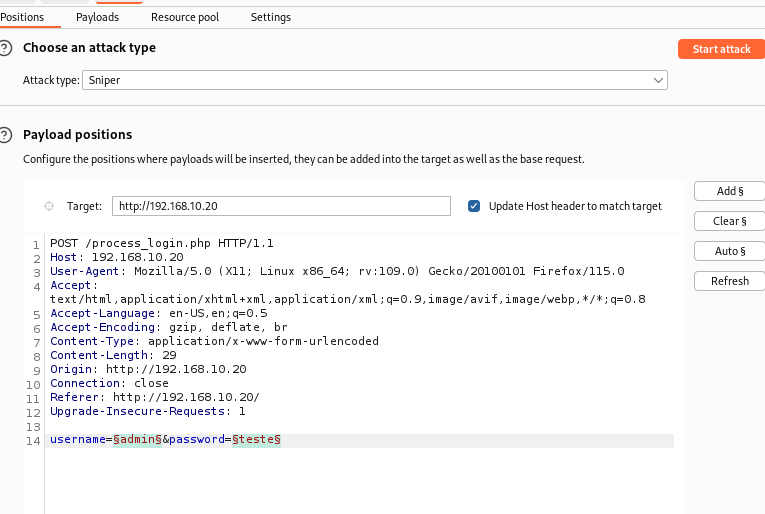 Positions Payloads Resource pool Settings
? Choose an attack type
Start attack
Attack type: Sniper
? Payload positions
Configure the positions where payloads will be inserted, they can be added into the target as well as the base request.
Target: http://192.168.10.20 Update Host header to match target
Add §
Clear §
Auto §
Refresh
1 POST /process_login.php HTTP/1.1
2 Host: 192.168.10.20
3 User-Agent: Mozilla/5.0 (X11; Linux x86_64; rv:109.0) Gecko/20100101 Firefox/115.0
4 Accept:
text/html,application/xhtml+xml,application/xml;q=0.9,image/avif,image/webp,*/*;q=0.8
5 Accept-Language: en-US,en;q=0.5
6 Accept-Encoding: gzip, deflate, br
7 Content-Type: application/x-www-form-urlencoded
8 Content-Length: 29
9 Origin: http://192.168.10.20
10 Connection: close
11 Referer: http://192.168.10.20/
12 Upgrade-Insecure-Requests: 1
13
14 username=§admin§&password=§teste§